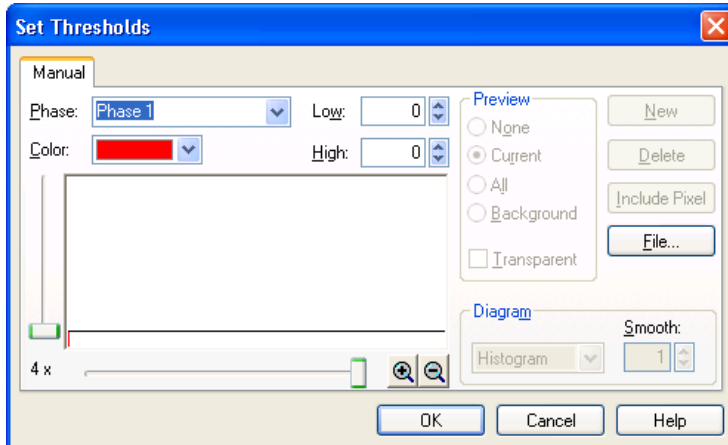 Set Thresholds
Manual
Phase: Phase 1 Low: 0
Color: High: 0
Preview
None
Current
All
Background
Transparent
New
Delete
Include Pixel
File...
4 x
Diagram
Histogram
Smooth:
1
OK Cancel Help